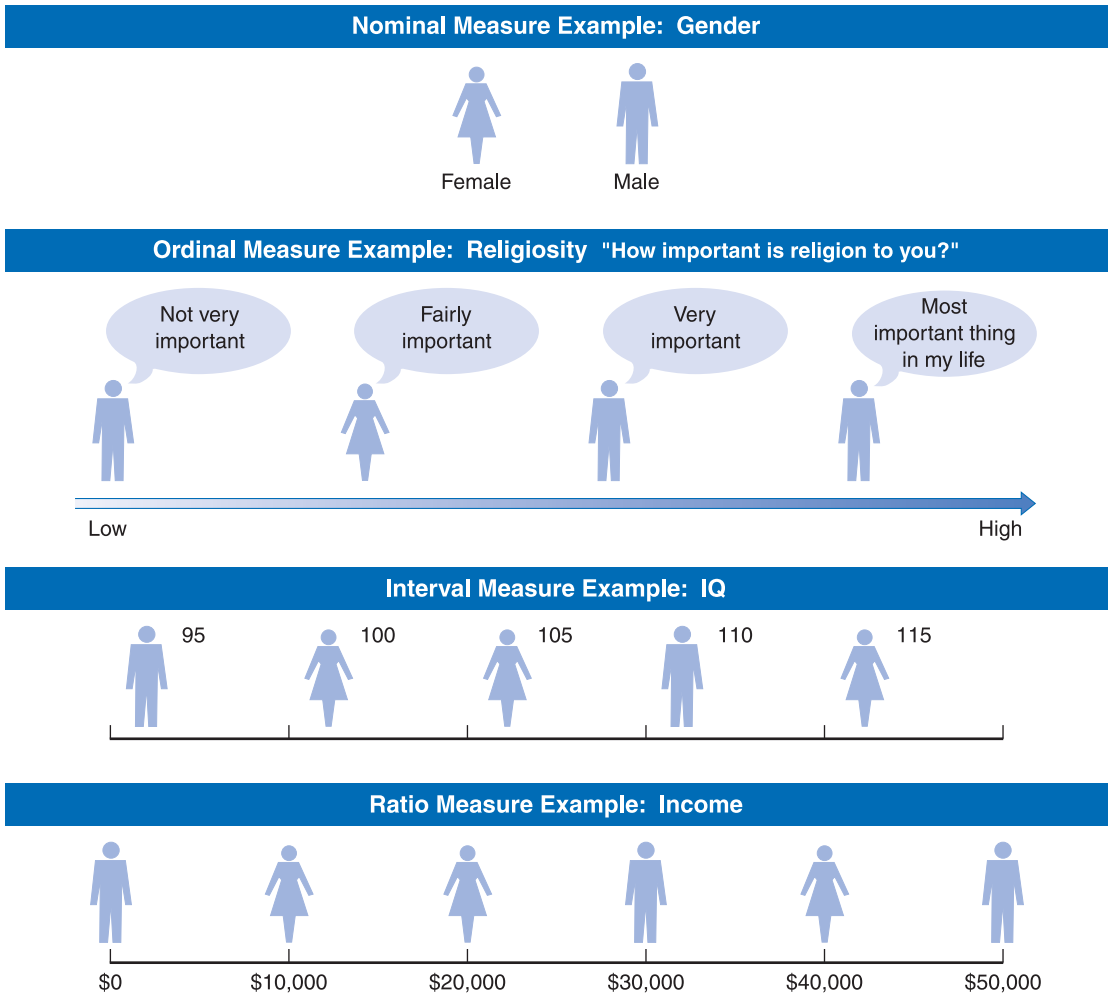 Nominal Measure Example: Gender
Female
Male
Ordinal Measure Example: Religiosity "How important is religion to you?"
Not very
important
Fairly
important
Very
important
Most
important thing
in my life
Low
High
Interval Measure Example: IQ
95
100
105
110
115
Ratio Measure Example: Income
$0
$10,000
$20,000
$30,000
$40,000
$50,000